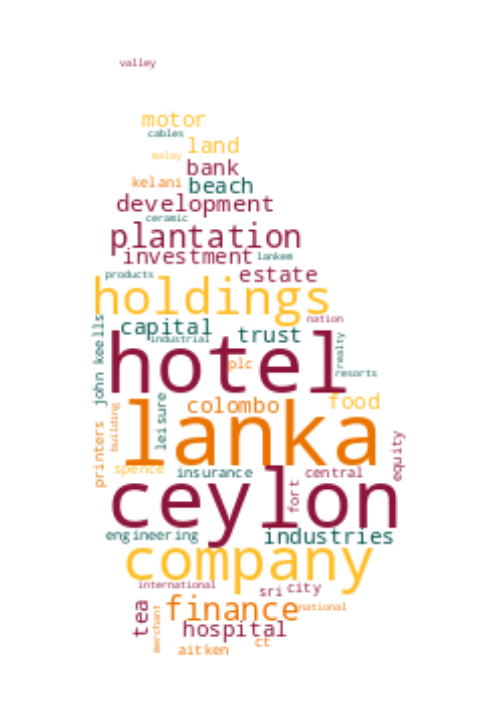 valley
motor
cables
land
malay
bank
kelani
beach
development
ceramic
plantation
investment
lankem
products
estate
holdings
nation
capital
industrial
trust
john keells
hotel
realty
plc
resorts
leisure
colombo
food
building
lanka
printers
equity
spence
insurance
central
fort
ceylon
engineering
industries
company
international
sri
city
tea
merchant
finance
national
hospital
ct
aitken